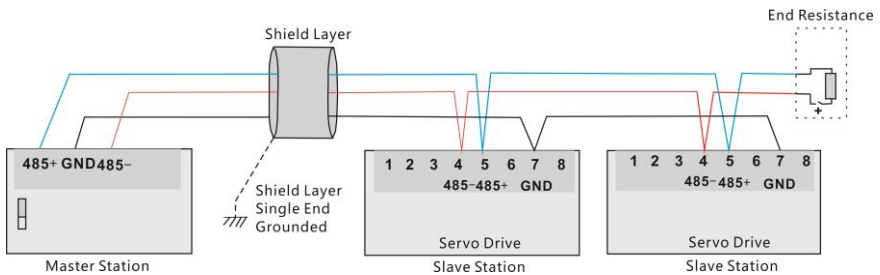 End Resistance
Shield Layer
485+ GND 485-
1 2 3 4 5 6 7 8
485- 485+ GND
1 2 3 4 5 6 7 8
485- 485+ GND
Shield Layer
Single End
Grounded
+
Servo Drive
Servo Drive
Master Station
Slave Station
Slave Station